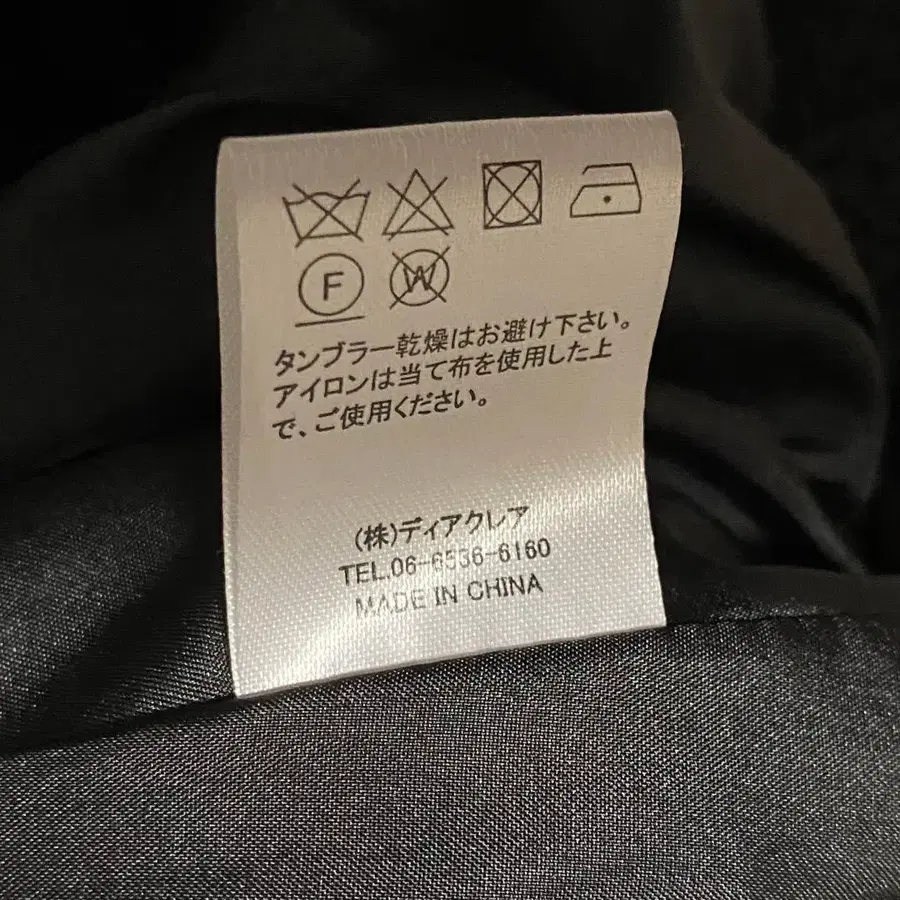 F W
タンブラー乾燥はお避け下さい。
アイロンは当て布を使用した上
で、ご使用ください。
(株)ディアクレア
TEL.06-6536-6160
MADE IN CHINA